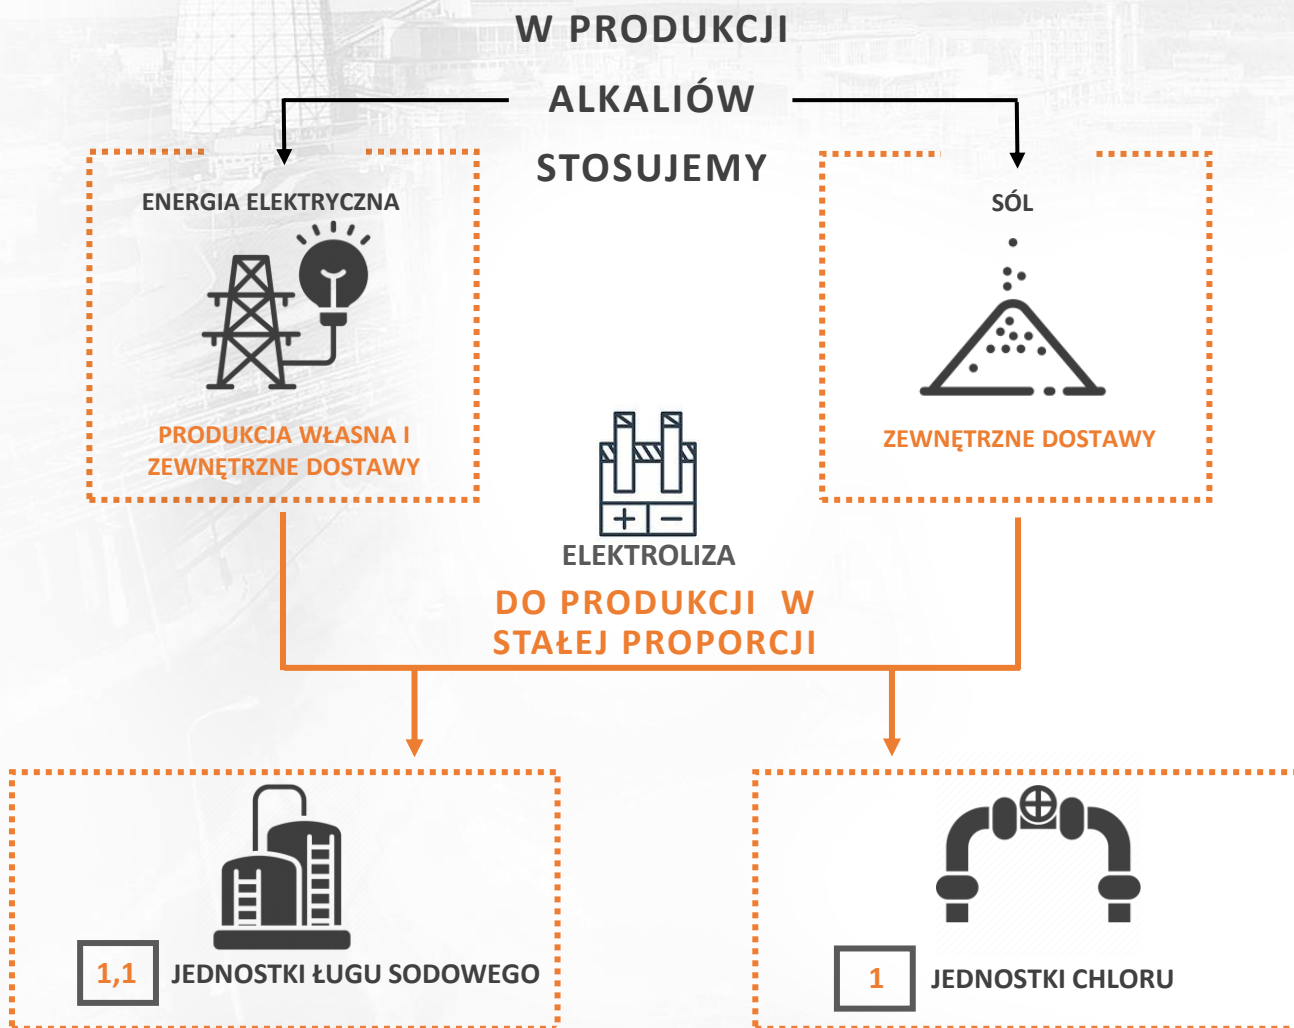 W PRODUKCJI
ALKALIÓW
STOSUJEMY
ENERGIA ELEKTRYCZNA
PRODUKCJA WŁASNA I
ZEWNĘTRZNE DOSTAWY
SÓL
ZEWNĘTRZNE DOSTAWY
+ −
ELEKTROLIZA
DO PRODUKCJI W
STAŁEJ PROPORCJI
1,1 JEDNOSTKI ŁUGU SODOWEGO
1 JEDNOSTKI CHLORU